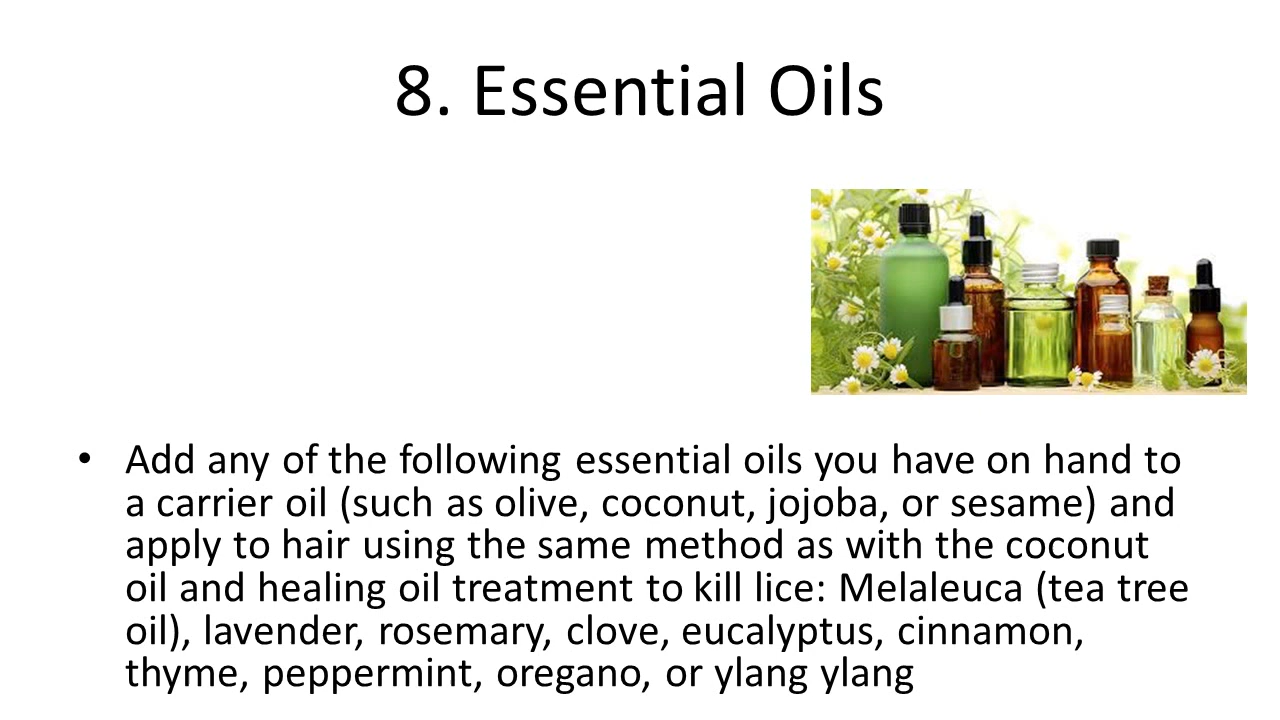 8. Essential Oils
• Add any of the following essential oils you have on hand to
a carrier oil (such as olive, coconut, jojoba, or sesame) and
apply to hair using the same method as with the coconut
oil and healing oil treatment to kill lice: Melaleuca (tea tree
oil), lavender, rosemary, clove, eucalyptus, cinnamon,
thyme, peppermint, oregano, or ylang ylang